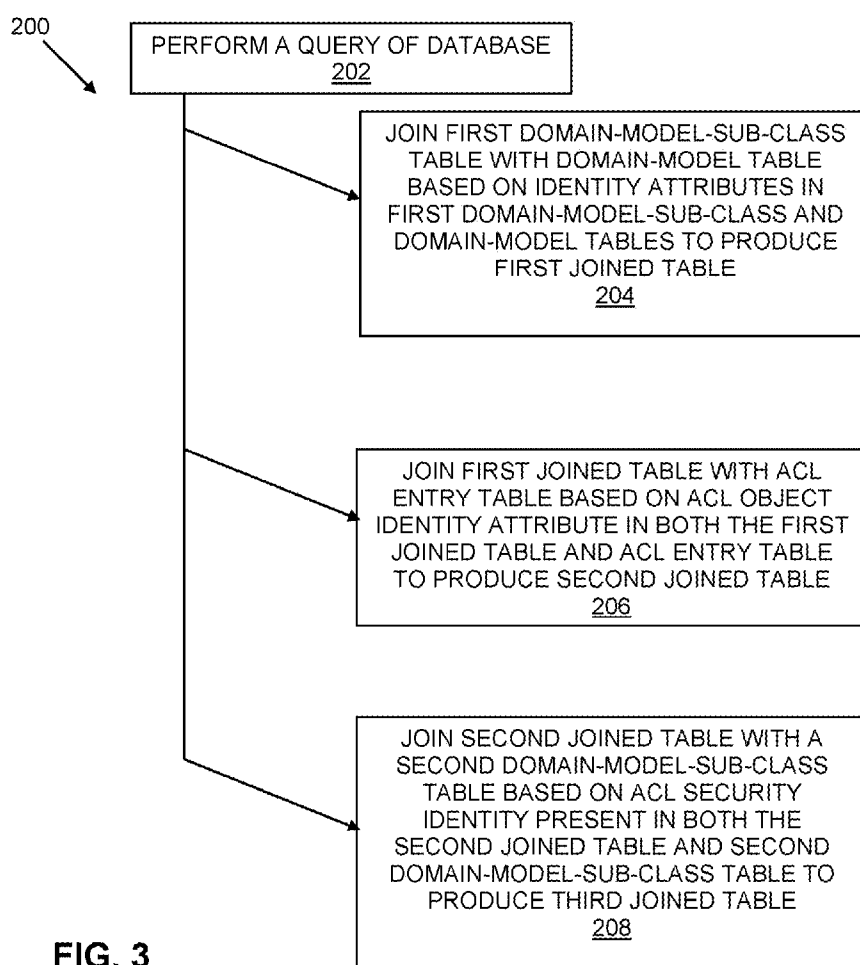 200
PERFORM A QUERY OF DATABASE
202
JOIN FIRST DOMAIN-MODEL-SUB-CLASS
TABLE WITH DOMAIN-MODEL TABLE
BASED ON IDENTITY ATTRIBUTES IN
FIRST DOMAIN-MODEL-SUB-CLASS AND
DOMAIN-MODEL TABLES TO PRODUCE
FIRST JOINED TABLE
204
JOIN FIRST JOINED TABLE WITH ACL
ENTRY TABLE BASED ON ACL OBJECT
IDENTITY ATTRIBUTE IN BOTH THE FIRST
JOINED TABLE AND ACL ENTRY TABLE
TO PRODUCE SECOND JOINED TABLE
206
JOIN SECOND JOINED TABLE WITH A
SECOND DOMAIN-MODEL-SUB-CLASS
TABLE BASED ON ACL SECURITY
IDENTITY PRESENT IN BOTH THE
SECOND JOINED TABLE AND SECOND
DOMAIN-MODEL-SUB-CLASS TABLE TO
PRODUCE THIRD JOINED TABLE
208
FIG. 3